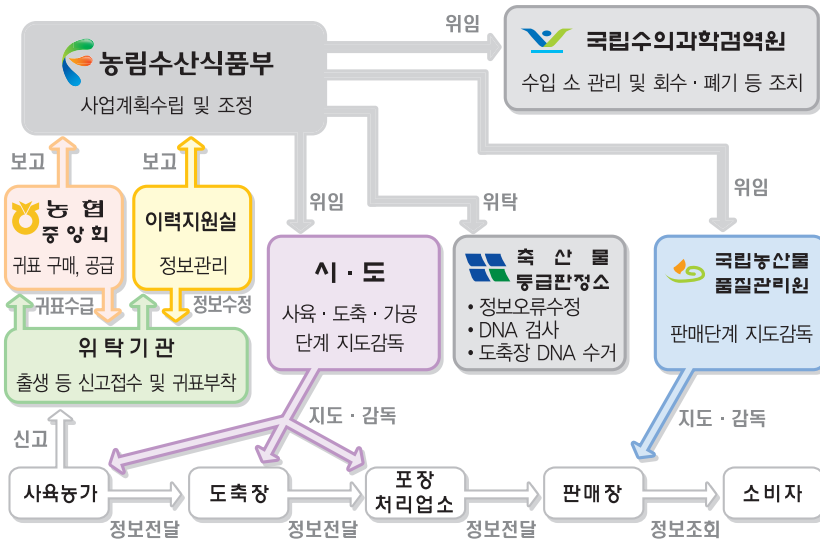 위임
농림수산식품부
사업계획수립 및 조정
국립수의과학검역원
수입 소 관리 및 회수 · 폐기 등 조치
보고
보고
위임
위탁
위임
농협
중앙회
귀표 구매, 공급
이력지원실
정보관리
시 · 도
사육 · 도축 · 가공
단계 지도감독
축산물
등급판정소
• 정보오류수정
• DNA 검사
• 도축장 DNA 수거
국립농산물
품질관리원
판매단계 지도감독
귀표수급
정보수정
위탁기관
출생 등 신고접수 및 귀표부착
신고
지도 · 감독
지도 · 감독
사육농가
도축장
포장
처리업소
판매장
소비자
정보전달
정보전달
정보전달
정보조회